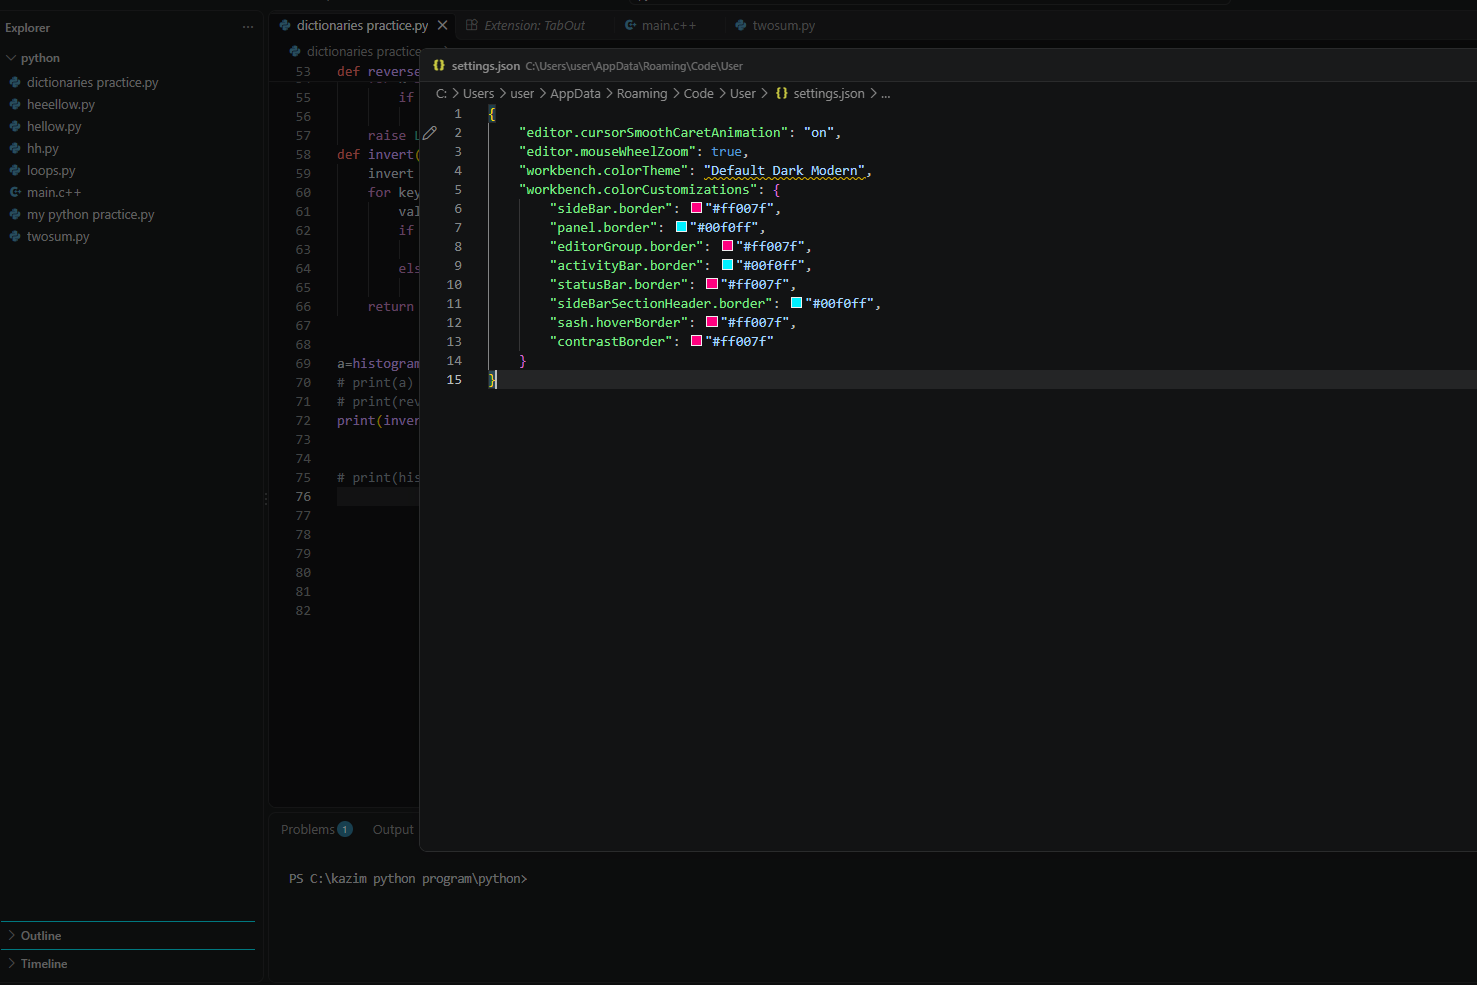 Explorer
python
dictionaries practice.py
heeellow.py
hellow.py
hh.py
loops.py
main.c++
my python practice.py
twosum.py
Outline
Timeline
dictionaries practice.py
Extension: TabOut
main.c++
twosum.py
dictionaries practice
53 def reverse
55 if
56
57 raise L
58 def invert(
59 invert
60 for key
61 val
62 if
63
64 els
65
66 return
67
68
69 a=histogram
70 # print(a)
71 # print(rev
72 print(inver
73
74
75 # print(his
76
77
78
79
80
81
82
settings.json C:\Users\user\AppData\Roaming\Code\User
C: > Users > user > AppData > Roaming > Code > User > {} settings.json > ...
1 {
2 "editor.cursorSmoothCaretAnimation": "on",
3 "editor.mouseWheelZoom": true,
4 "workbench.colorTheme": "Default Dark Modern",
5 "workbench.colorCustomizations": {
6 "sideBar.border": "#ff007f",
7 "panel.border": "#00f0ff",
8 "editorGroup.border": "#ff007f",
9 "activityBar.border": "#00f0ff",
10 "statusBar.border": "#ff007f",
11 "sideBarSectionHeader.border": "#00f0ff",
12 "sash.hoverBorder": "#ff007f",
13 "contrastBorder": "#ff007f"
14 }
15 }
Problems 1
Output
PS C:\kazim python program\python>